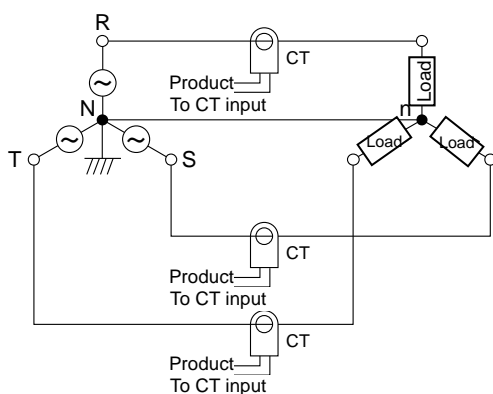 R
CT
Product
To CT input
Load
N
n
T
S
Load
Load
CT
Product
To CT input
CT
Product
To CT input